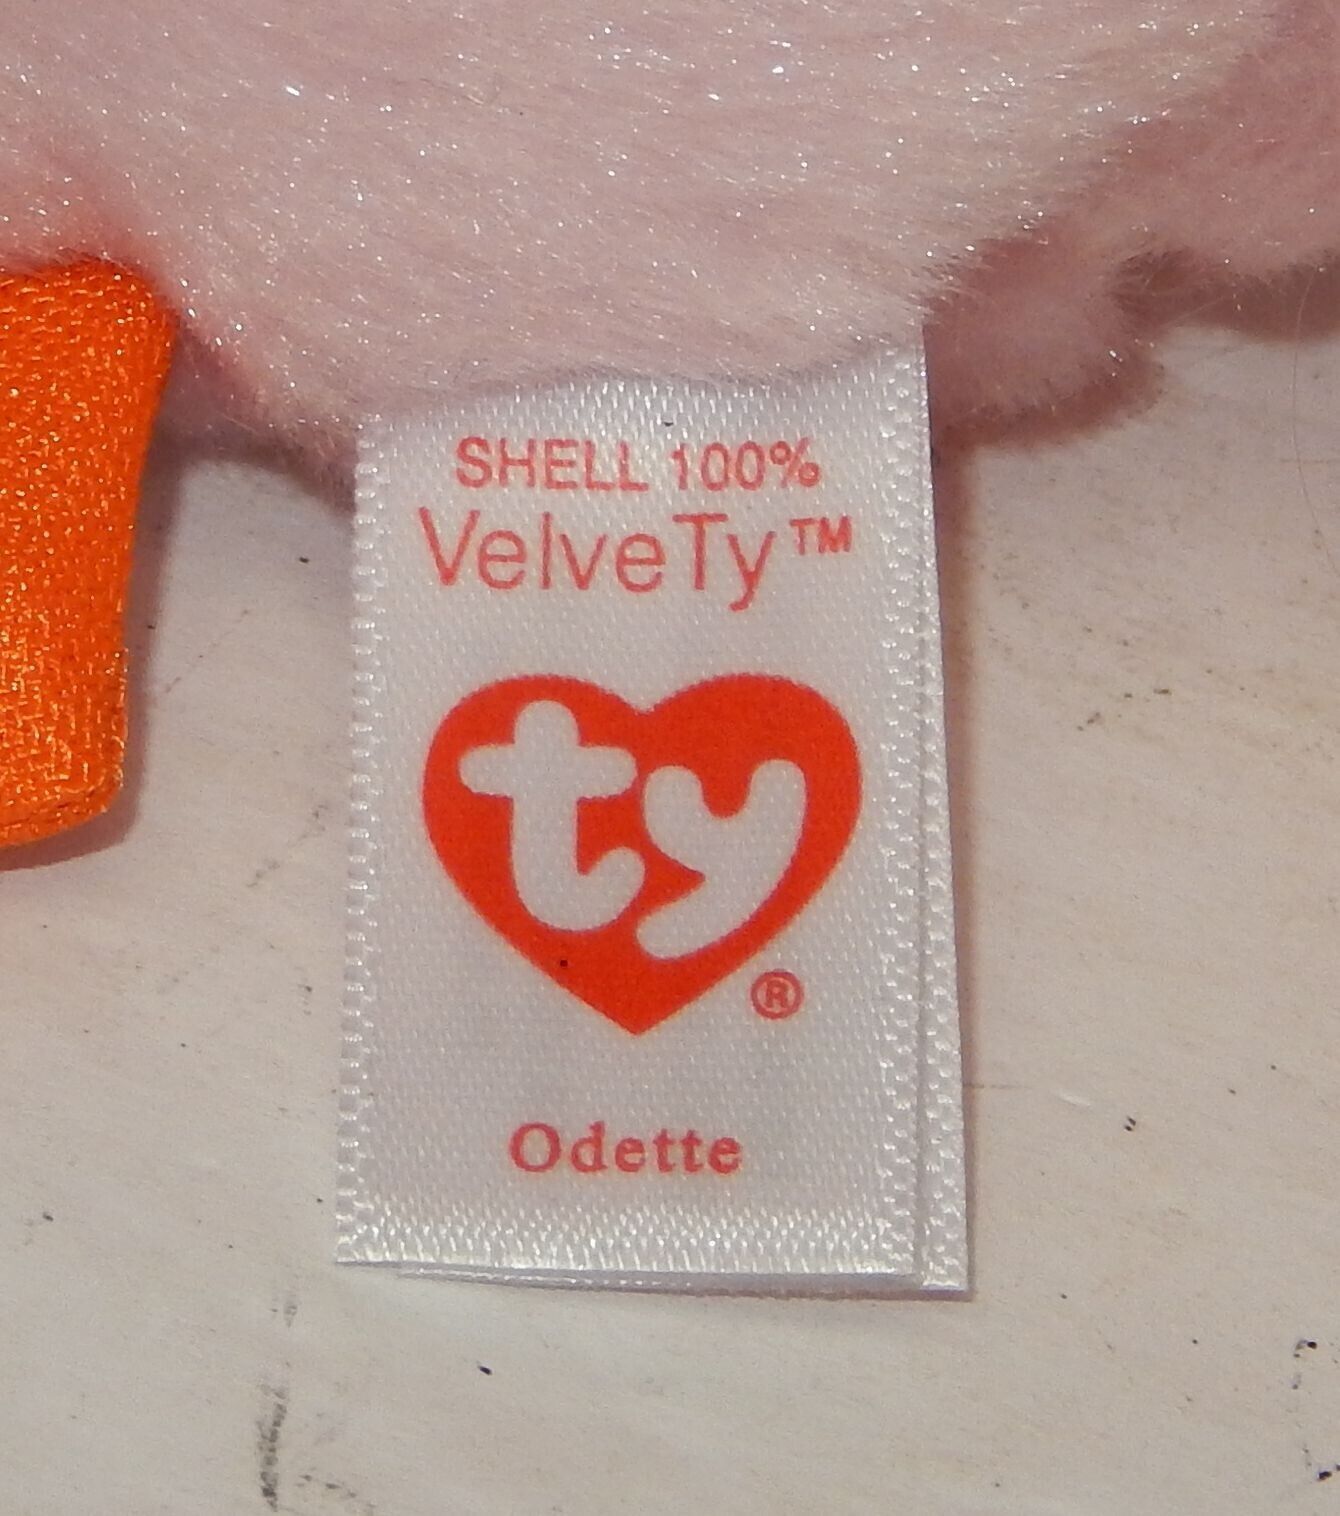 SHELL 100%
VelveTy™
ty
®
Odette